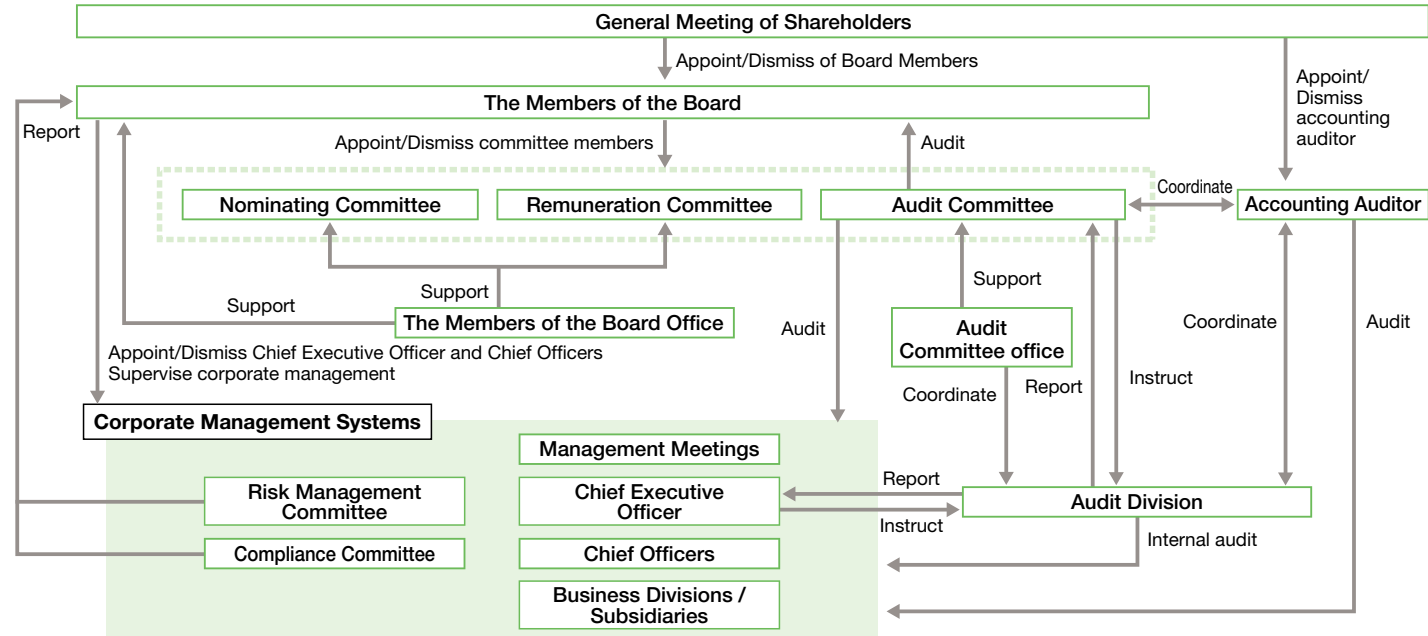 General Meeting of Shareholders
Appoint/Dismiss of Board Members
Appoint/
Dismiss
accounting
auditor
The Members of the Board
Report
Appoint/Dismiss committee members
Audit
Nominating Committee
Remuneration Committee
Audit Committee
Coordinate
Accounting Auditor
Support
Support
The Members of the Board Office
Audit
Support
Audit
Committee office
Coordinate
Audit
Appoint/Dismiss Chief Executive Officer and Chief Officers
Supervise corporate management
Coordinate
Report
Instruct
Corporate Management Systems
Management Meetings
Risk Management
Committee
Chief Executive
Officer
Report
Instruct
Audit Division
Compliance Committee
Chief Officers
Internal audit
Business Divisions /
Subsidiaries